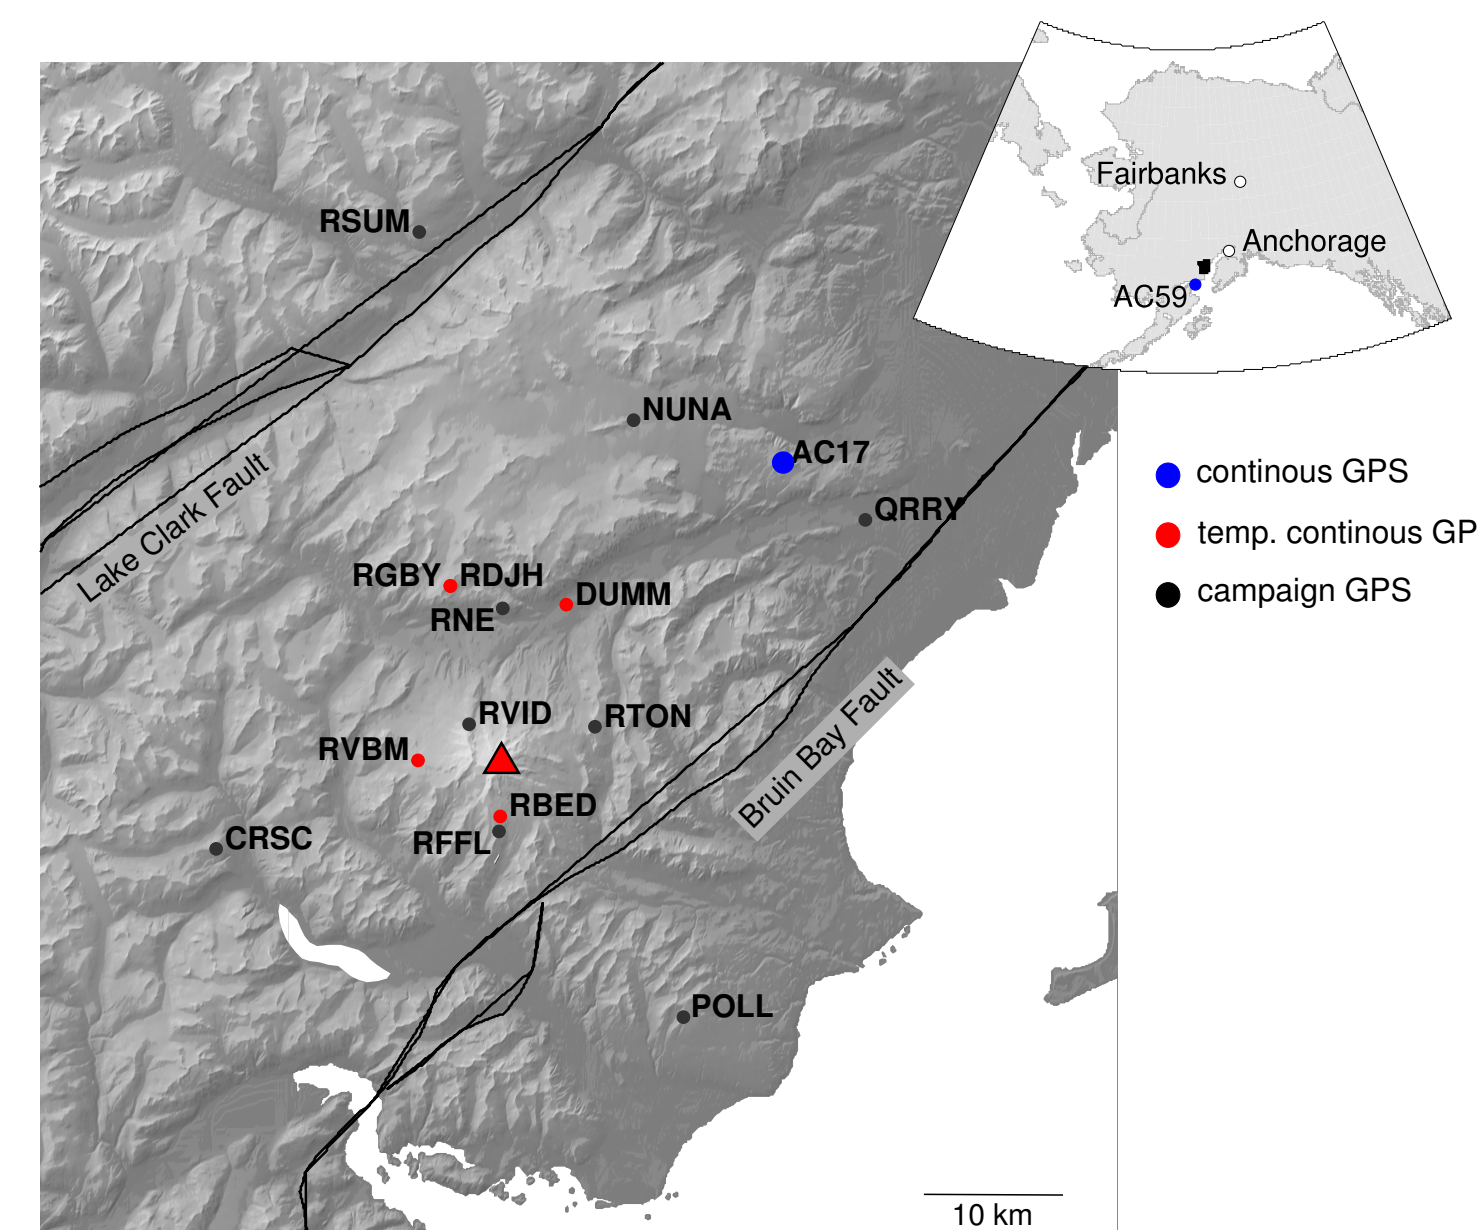 RSUM
Fairbanks
Anchorage
AC59
NUNA
AC17
QRRY
continous GPS
temp. continous GP
campaign GPS
Lake Clark Fault
RGBY
RDJH
DUMM
RNE
RVID
RTON
RVBM
Bruin Bay Fault
RBED
RFFL
CRSC
POLL
10 km